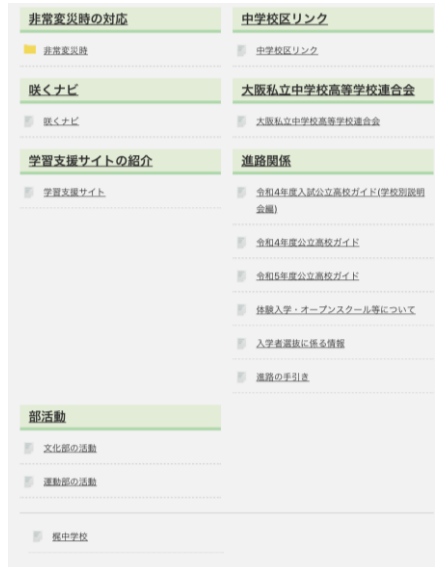 非常変災時の対応
非常変災時
中学校区リンク
中学校区リンク
咲くナビ
咲くナビ
大阪私立中学校高等学校連合会
大阪私立中学校高等学校連合会
学習支援サイトの紹介
学習支援サイト
進路関係
令和4年度入試公立高校ガイド(学校別説明
会編)
令和4年度公立高校ガイド
令和5年度公立高校ガイド
体験入学・オープンスクール等について
入学者選抜に係る情報
進路の手引き
部活動
文化部の活動
運動部の活動
梶中学校